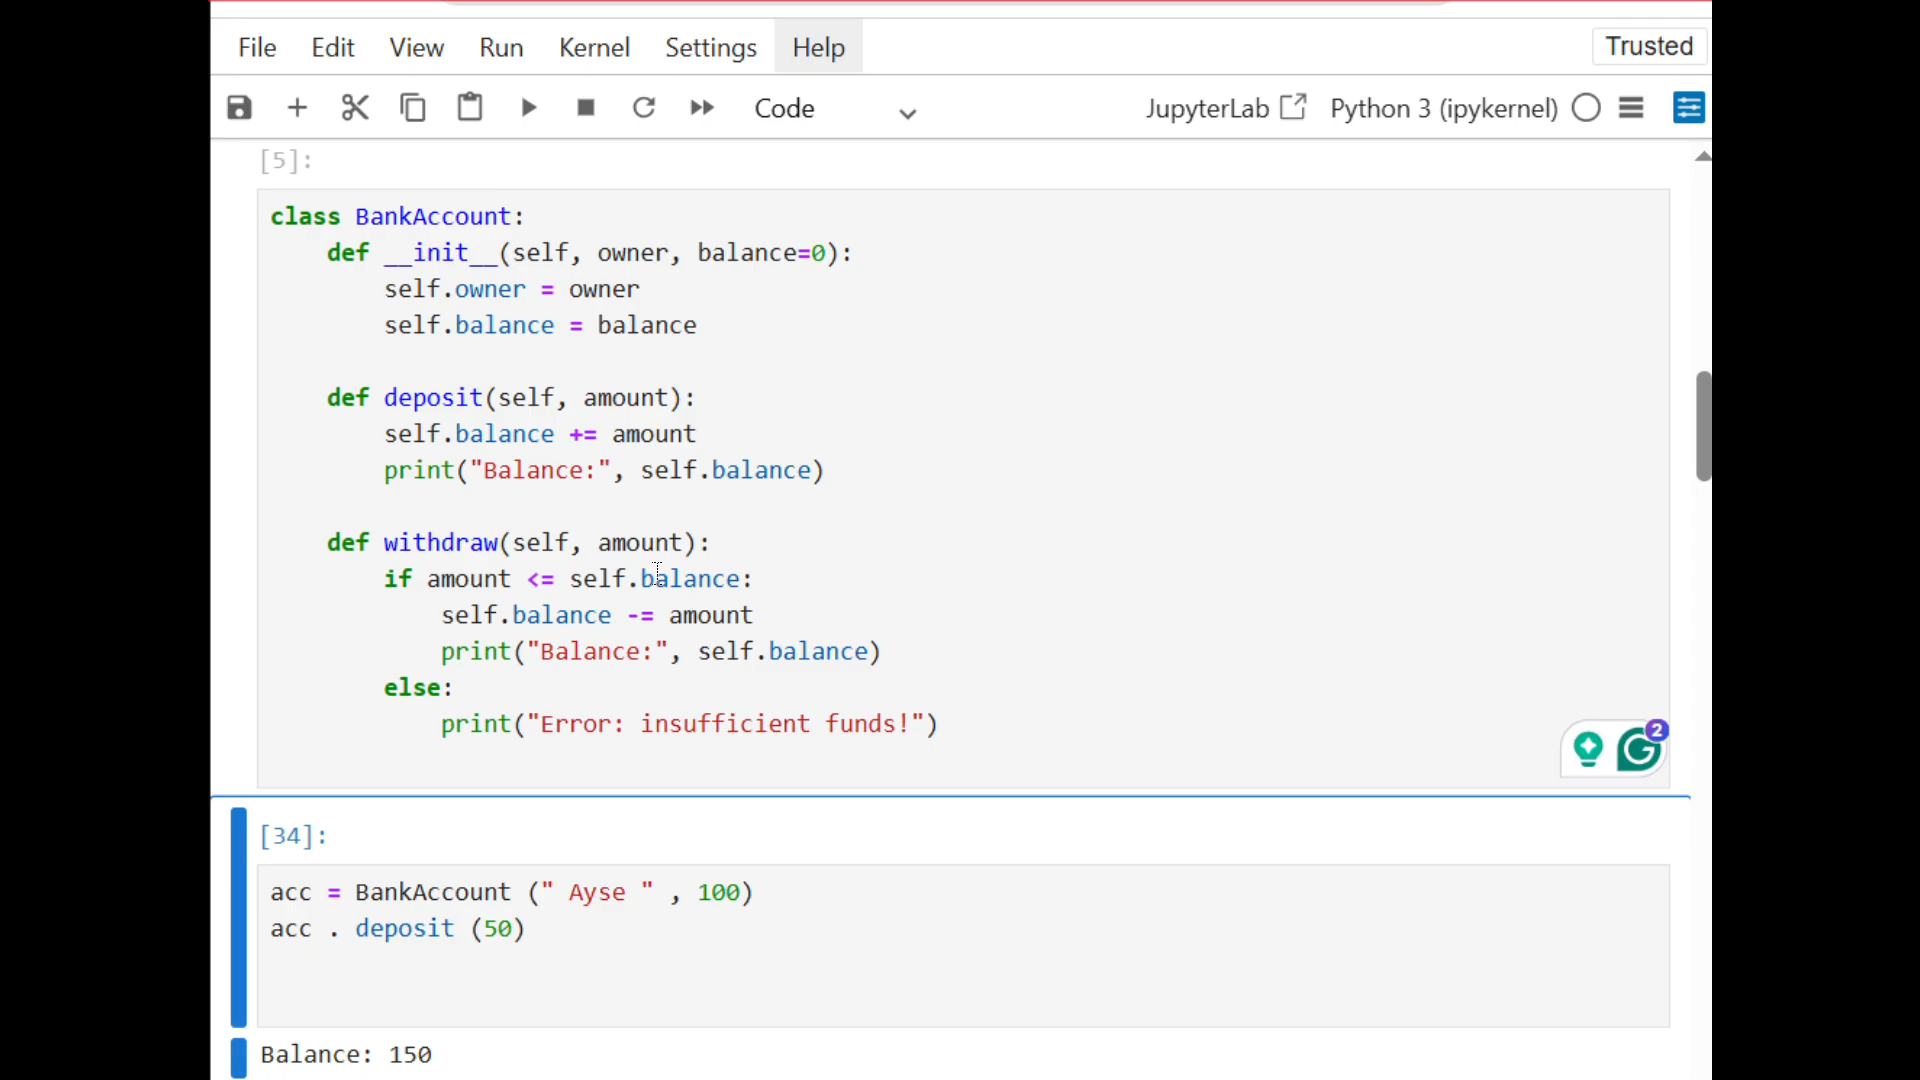 File Edit View Run Kernel Settings Help Trusted
Code JupyterLab Python 3 (ipykernel)
[5]:
class BankAccount:
    def __init__(self, owner, balance=0):
        self.owner = owner
        self.balance = balance
    def deposit(self, amount):
        self.balance += amount
        print("Balance:", self.balance)
    def withdraw(self, amount):
        if amount <= self.balance:
            self.balance -= amount
            print("Balance:", self.balance)
        else:
            print("Error: insufficient funds!")
2
[34]:
acc = BankAccount (" Ayse " , 100)
acc . deposit (50)
Balance: 150